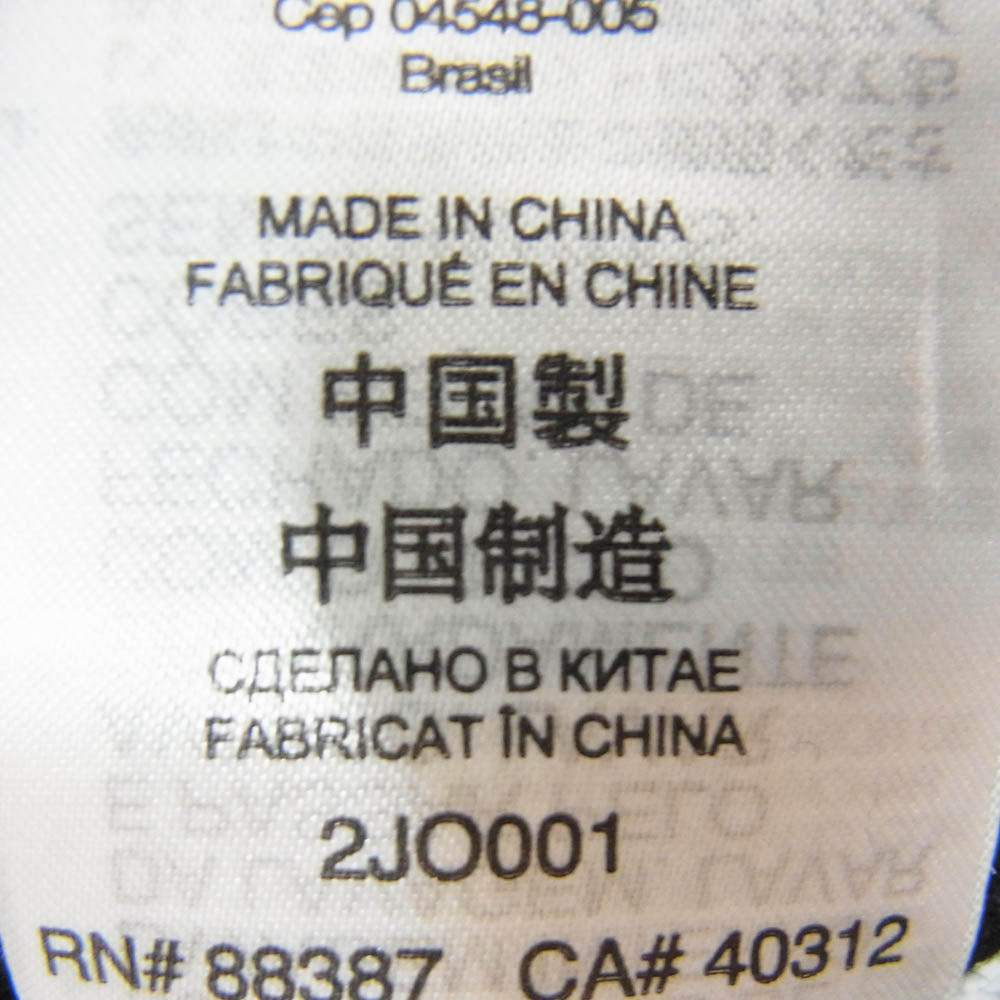 Cep 04548-005
Brasil
MADE IN CHINA
FABRIQUÉ EN CHINE
中国製
中国制造
СДЕЛАНО В КИТАЕ
FABRICAT ÎN CHINA
2JO001
RN# 88387 CA# 40312